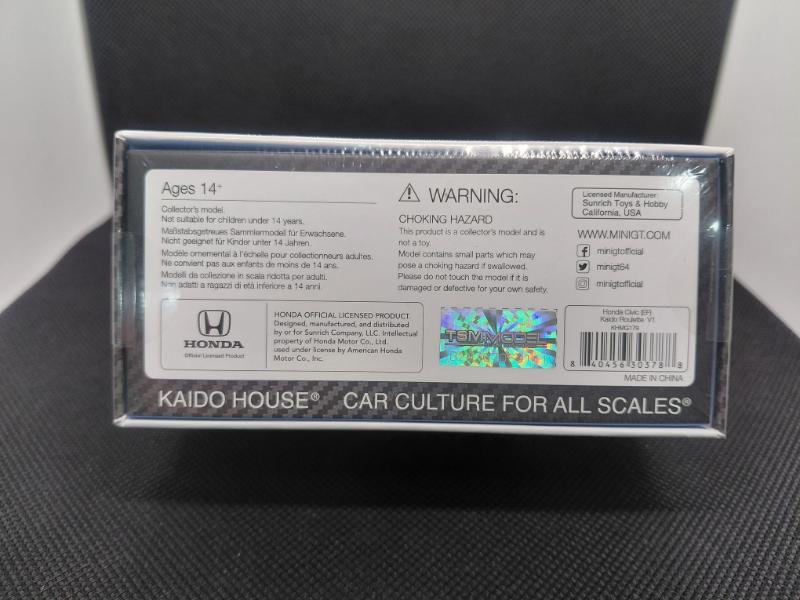 Ages 14+
Collector's model.
Not suitable for children under 14 years.
Maßstabsgetreues Sammlermodell für Erwachsene.
Nicht geeignet für Kinder unter 14 Jahren.
Modèle ornemental à l'échelle pour collectionneurs adultes.
Ne convient pas aux enfants de moins de 14 ans.
Modelli da collezione in scala ridotta per adulti.
Non adatti a ragazzi di età inferiore a 14 anni.
WARNING:
CHOKING HAZARD
This product is a collector's model and is
not a toy.
Model contains small parts which may
pose a choking hazard if swallowed.
Please do not touch the model if it is
damaged or defective for your own safety.
Licensed Manufacturer:
Sunrich Toys & Hobby
California, USA
WWW.MINIGT.COM
minigtofficial
minigt64
minigtofficial
HONDA
Official Licensed Product
HONDA OFFICIAL LICENSED PRODUCT
Designed, manufactured, and distributed
by or for Sunrich Company, LLC. Intellectual
property of Honda Motor Co., Ltd.
used under license by American Honda
Motor Co., Inc.
TSM-MODEL
Honda Civic (EF)
Kaido Roulette V1
KHMG179
8 40456 30378 8
MADE IN CHINA
KAIDO HOUSE® CAR CULTURE FOR ALL SCALES®